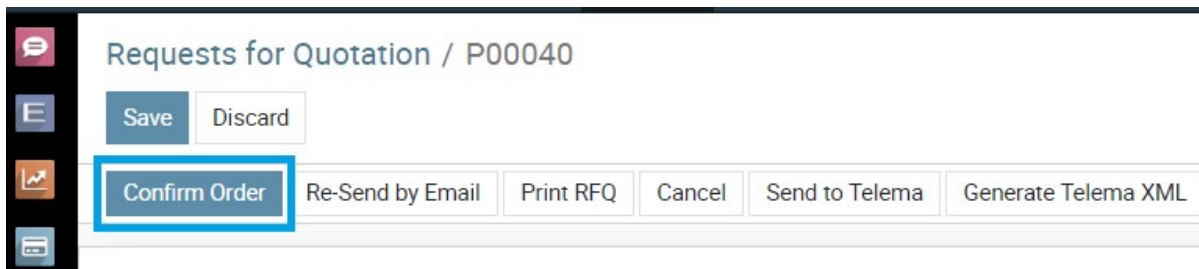 Requests for Quotation / P00040
E
Save Discard
Confirm Order Re-Send by Email Print RFQ Cancel Send to Telema Generate Telema XML